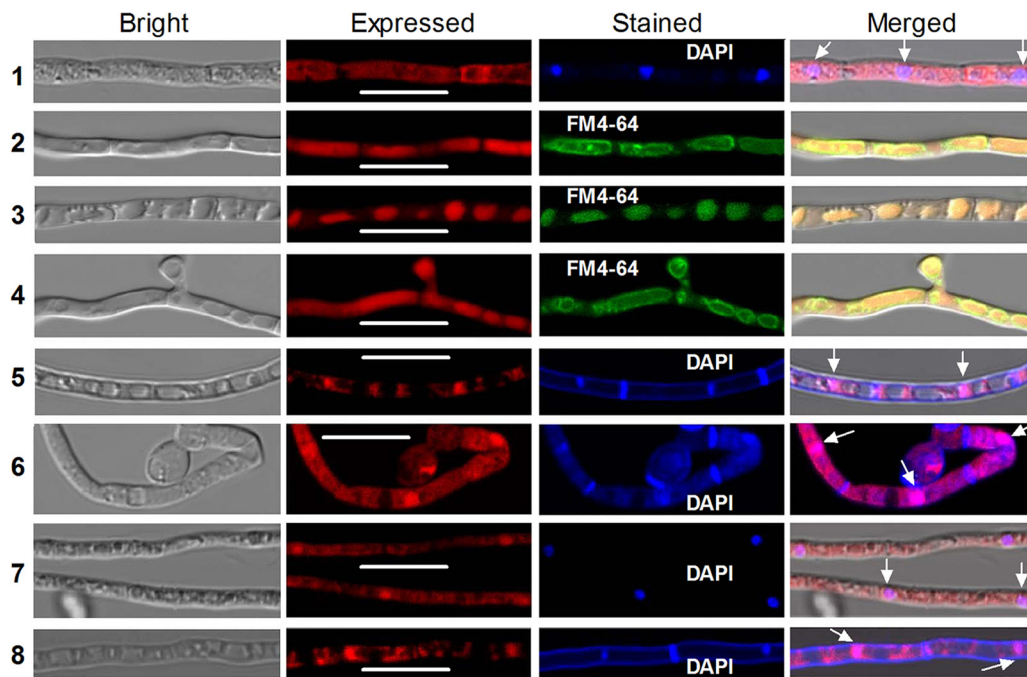 Bright Expressed Stained Merged
1 DAPI
2 FM4-64
3 FM4-64
4 FM4-64
5 DAPI
6 DAPI
7 DAPI
8 DAPI